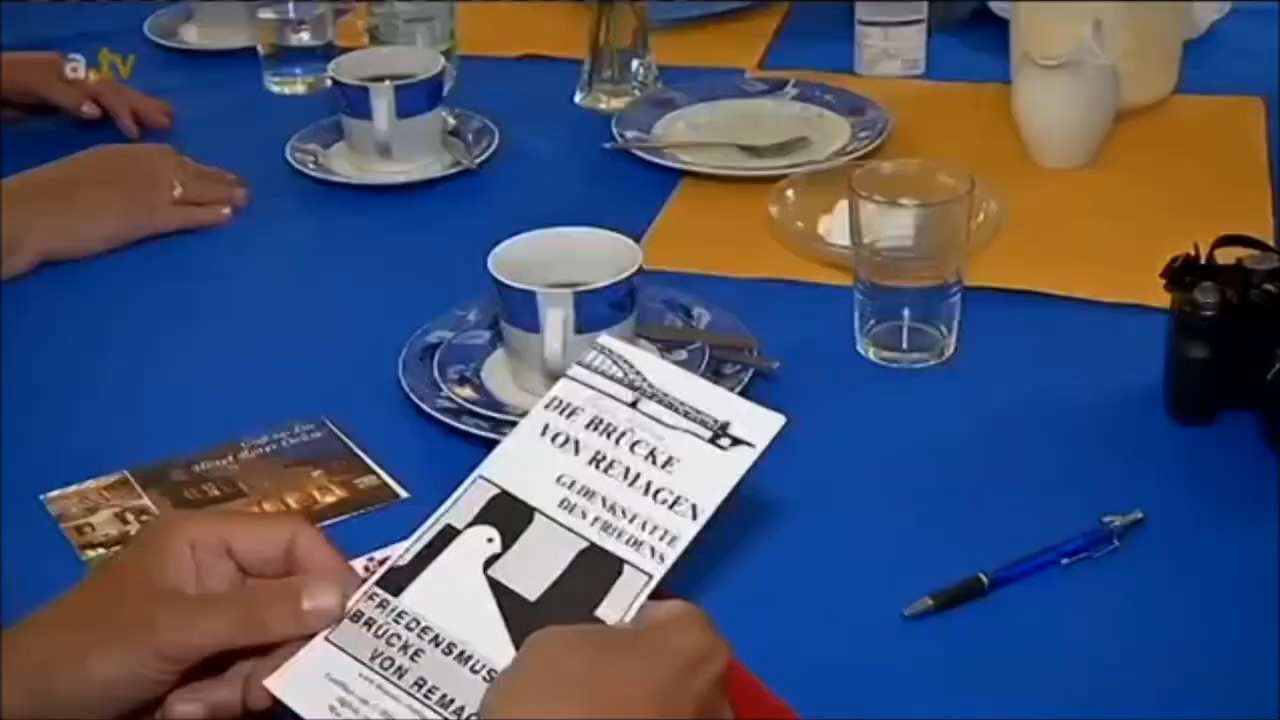 a.tv
DIE BRÜCKE
VON REMAGEN
GEDENKSTÄTTE
DES FRIEDENS
FRIEDENSMUS
BRÜCKE
VON REMAG